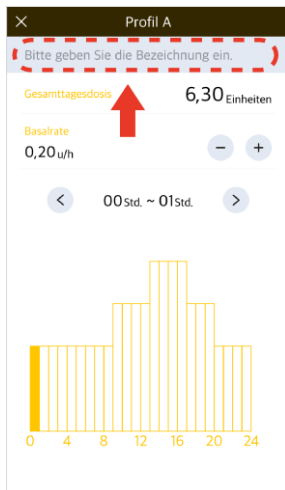 Profil A
Bitte geben Sie die Bezeichnung ein.
Gesamttagesdosis 6,30 Einheiten
Basalrate
0,20 u/h
00 Std. ~ 01 Std.
0 4 8 12 16 20 24